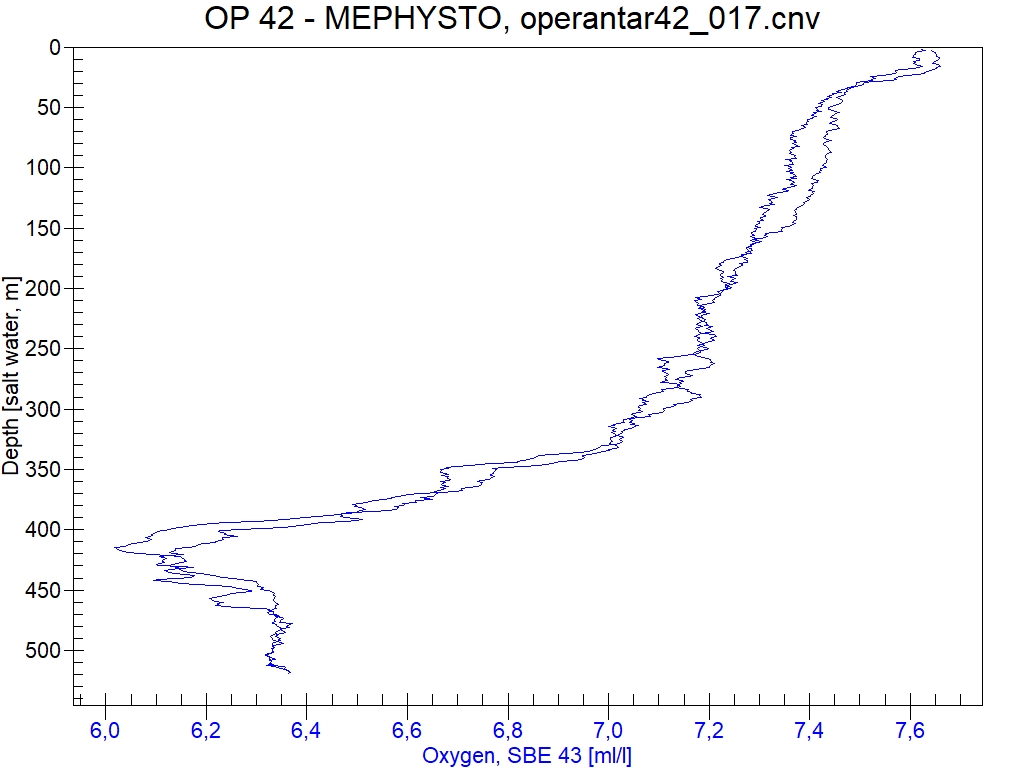 OP 42 - MEPHYSTO, operantar42_017.cnv
0
50
100
150
200
250
300
350
400
450
500
Depth [salt water, m]
6,0 6,2 6,4 6,6 6,8 7,0 7,2 7,4 7,6
Oxygen, SBE 43 [ml/l]